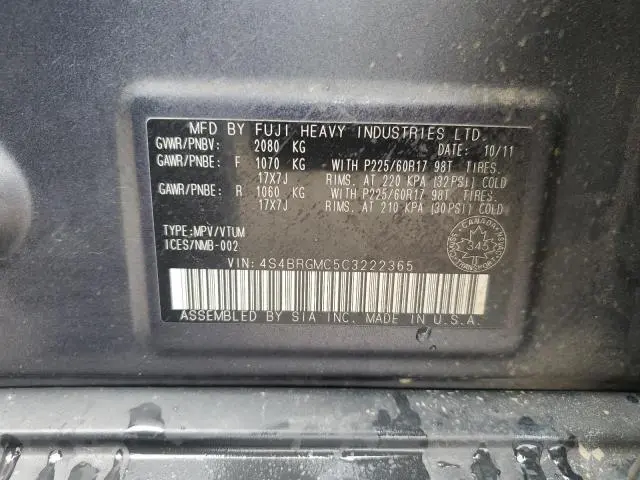 MFD BY FUJI HEAVY INDUSTRIES LTD.
GVWR/PNBV: 2080 KG DATE: 10/11
GAWR/PNBE: F 1070 KG WITH P225/60R17 98T TIRES.
17X7J RIMS. AT 220 KPA (32PSI) COLD
GAWR/PNBE: R 1060 KG WITH P225/60R17 98T TIRES.
17X7J RIMS. AT 210 KPA (30PSI) COLD
TYPE:MPV/VTUM
ICES/NMB-002
CANADA
345
VIN: 4S4BRGMC5C3222365
ASSEMBLED BY SIA INC. MADE IN U.S.A.